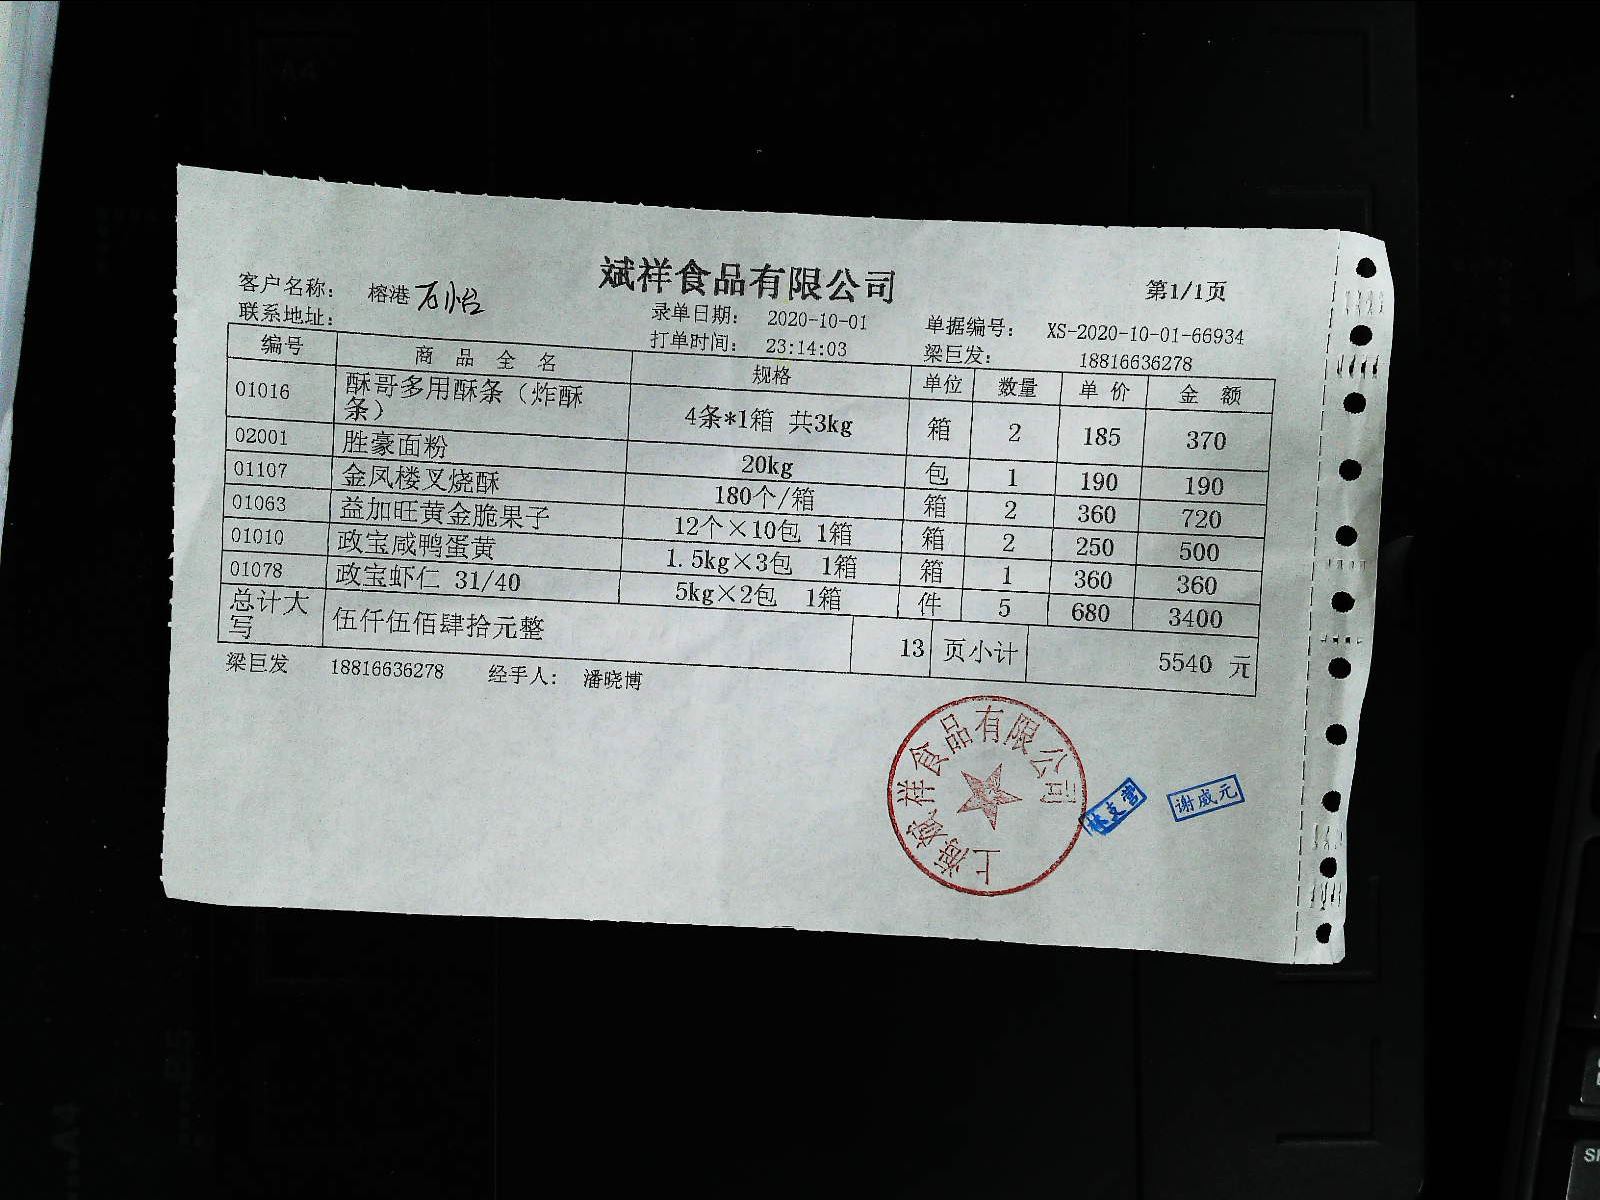 斌祥食品有限公司
第1/1页
客户名称： 榕港 石怡
录单日期： 2020-10-01 单据编号： XS-2020-10-01-66934
联系地址：
打单时间： 23:14:03 梁巨发： 18816636278
编号 商品全名 规格 单位 数量 单价 金额
01016 酥哥多用酥条（炸酥条） 4条*1箱 共3kg 箱 2 185 370
02001 胜豪面粉 20kg 包 1 190 190
01107 金凤楼叉烧酥 180个/箱 箱 2 360 720
01063 益加旺黄金脆果子 12个×10包 1箱 箱 2 250 500
01010 政宝咸鸭蛋黄 1.5kg×3包 1箱 箱 1 360 360
01078 政宝虾仁 31/40 5kg×2包 1箱 件 5 680 3400
总计大写 伍仟伍佰肆拾元整 13 页小计 5540 元
梁巨发 18816636278 经手人： 潘晓博
上海斌祥食品有限公司
林支营
谢威元